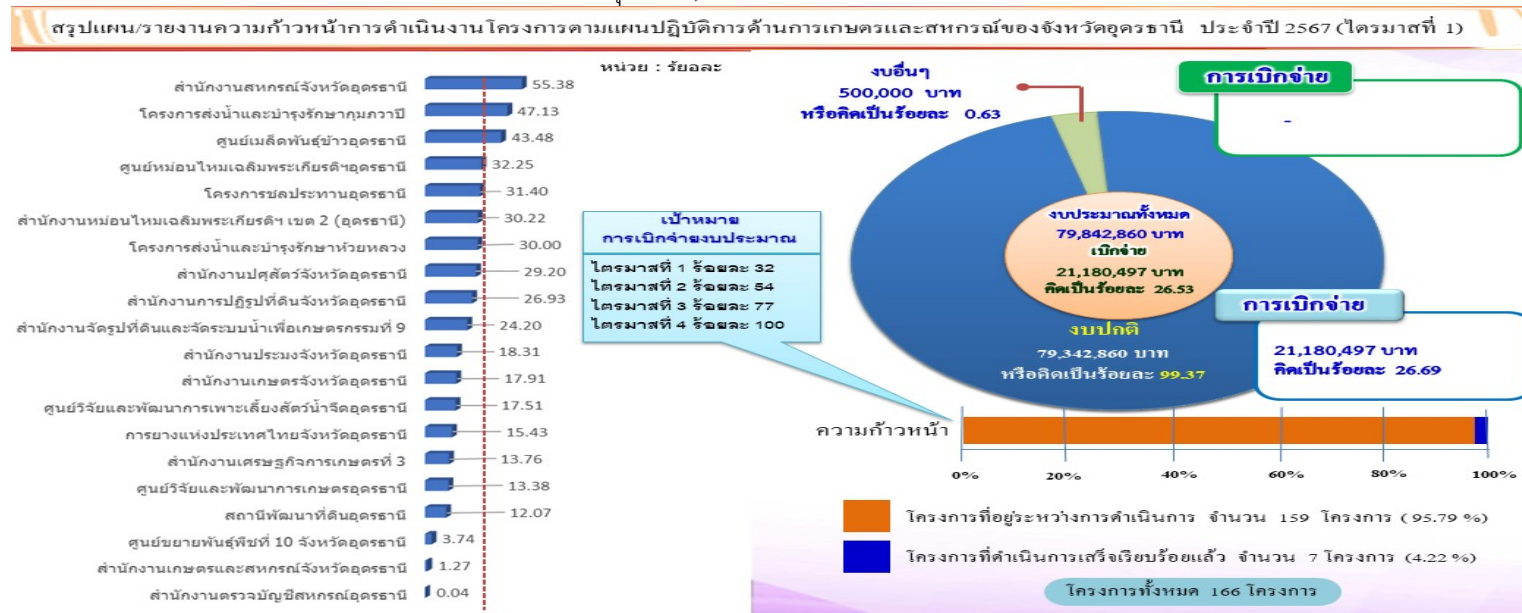 สรุปแผน/รายงานความก้าวหน้าการดำเนินงานโครงการตามแผนปฏิบัติการด้านการเกษตรและสหกรณ์ของจังหวัดอุดรธานี ประจำปี 2567 (ไตรมาสที่ 1)
หน่วย : ร้อยละ
สำนักงานสหกรณ์จังหวัดอุดรธานี 55.38
โครงการส่งน้ำและบำรุงรักษากุมภวาปี 47.13
ศูนย์เมล็ดพันธุ์ข้าวอุดรธานี 43.48
ศูนย์หม่อนไหมเฉลิมพระเกียรติฯอุดรธานี 32.25
โครงการชลประทานอุดรธานี 31.40
สำนักงานหม่อนไหมเฉลิมพระเกียรติฯ เขต 2 (อุดรธานี) 30.22
โครงการส่งน้ำและบำรุงรักษาห้วยหลวง 30.00
สำนักงานปศุสัตว์จังหวัดอุดรธานี 29.20
สำนักงานการปฏิรูปที่ดินจังหวัดอุดรธานี 26.93
สำนักงานจัดรูปที่ดินและจัดระบบน้ำเพื่อเกษตรกรรมที่ 9 24.20
สำนักงานประมงจังหวัดอุดรธานี 18.31
สำนักงานเกษตรจังหวัดอุดรธานี 17.91
ศูนย์วิจัยและพัฒนาการเพาะเลี้ยงสัตว์น้ำจืดอุดรธานี 17.51
การยางแห่งประเทศไทยจังหวัดอุดรธานี 15.43
สำนักงานเศรษฐกิจการเกษตรที่ 3 13.76
ศูนย์วิจัยและพัฒนาการเกษตรอุดรธานี 13.38
สถานีพัฒนาที่ดินอุดรธานี 12.07
ศูนย์ขยายพันธุ์พืชที่ 10 จังหวัดอุดรธานี 3.74
สำนักงานเกษตรและสหกรณ์จังหวัดอุดรธานี 1.27
สำนักงานตรวจบัญชีสหกรณ์อุดรธานี 0.04
เป้าหมาย
การเบิกจ่ายงบประมาณ
ไตรมาสที่ 1 ร้อยละ 32
ไตรมาสที่ 2 ร้อยละ 54
ไตรมาสที่ 3 ร้อยละ 77
ไตรมาสที่ 4 ร้อยละ 100
งบอื่นๆ
500,000 บาท
หรือคิดเป็นร้อยละ 0.63
การเบิกจ่าย
-
งบประมาณทั้งหมด
79,842,860 บาท
เบิกจ่าย
21,180,497 บาท
คิดเป็นร้อยละ 26.53
งบปกติ
79,342,860 บาท
หรือคิดเป็นร้อยละ 99.37
การเบิกจ่าย
21,180,497 บาท
คิดเป็นร้อยละ 26.69
ความก้าวหน้า
0% 20% 40% 60% 80% 100%
โครงการที่อยู่ระหว่างการดำเนินการ จำนวน 159 โครงการ (95.79 %)
โครงการที่ดำเนินการเสร็จเรียบร้อยแล้ว จำนวน 7 โครงการ (4.22 %)
โครงการทั้งหมด 166 โครงการ